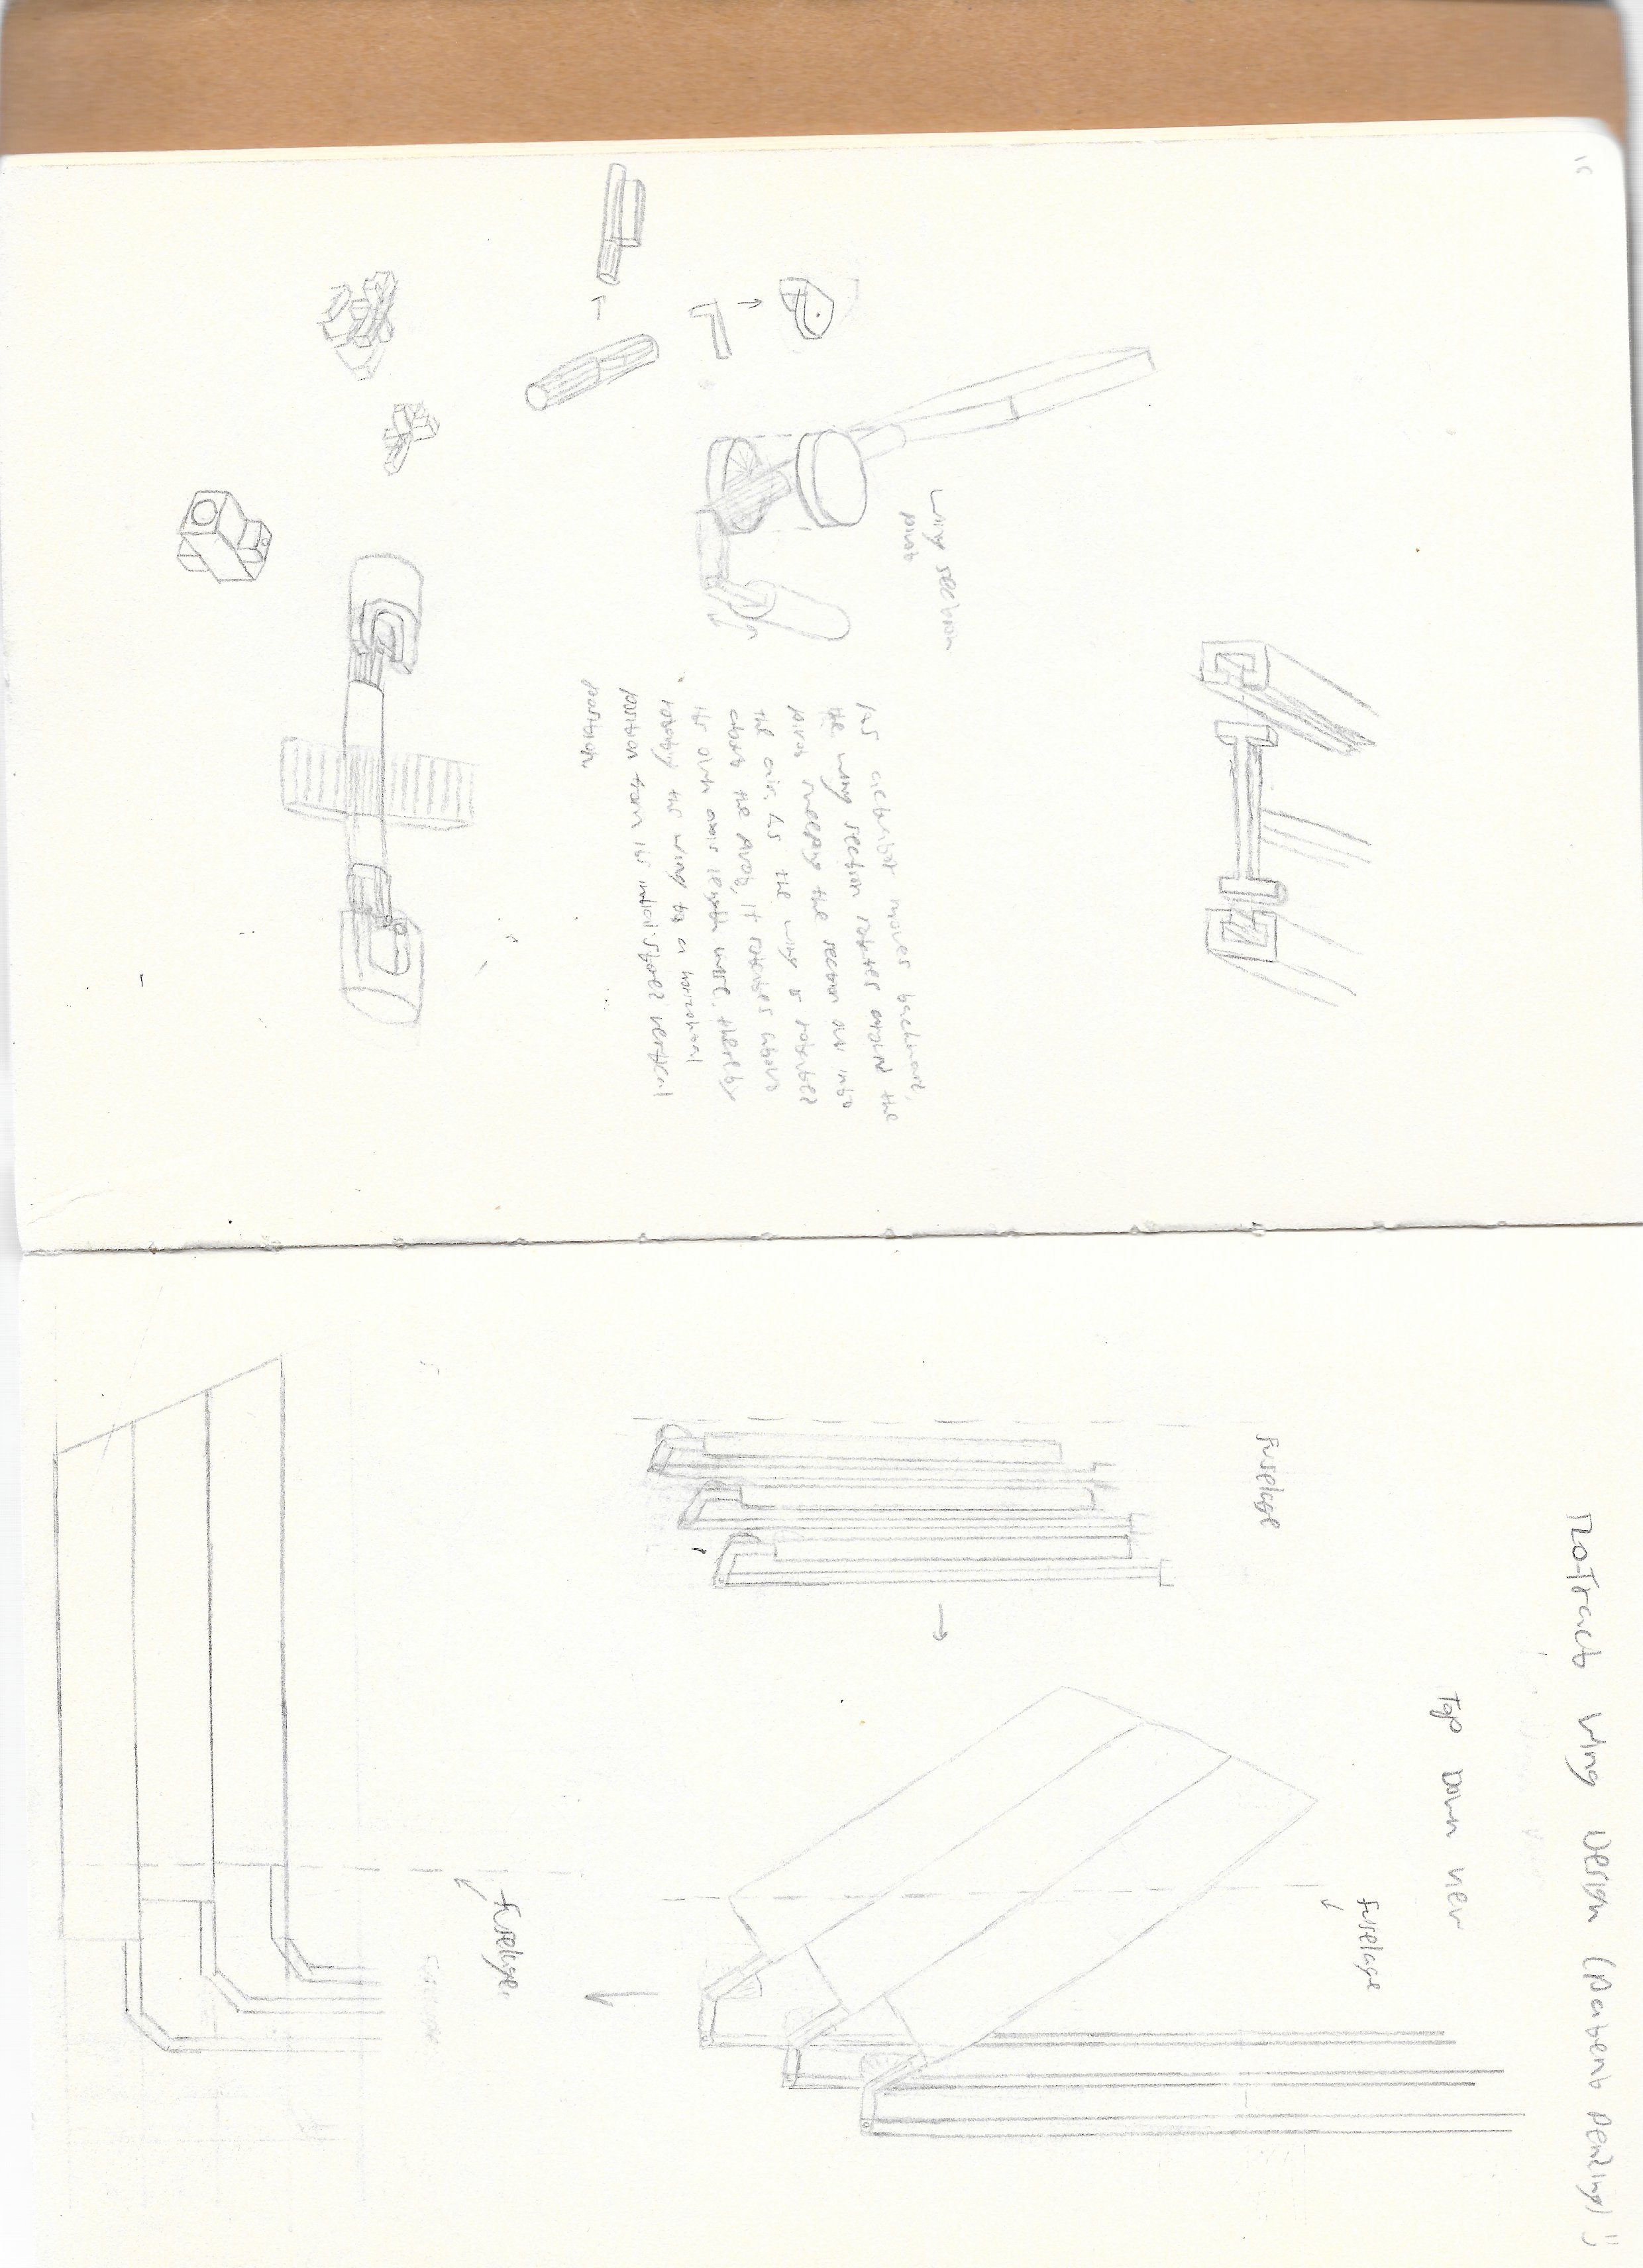 15
Wing section
pivot
As actuator moves backward,
the wing section rotates around the
pivot sweeping the section out into
the air. As the wing rotates
about the pivot, it rotates about
its own axis length wise, thereby
rotating the wing to a horizontal
position from its initial stored vertical
position.
Ro-Tract Wing Design (Patent Pending) :)
Top Down View
fuselage
fuselage
fuselage
fuselage